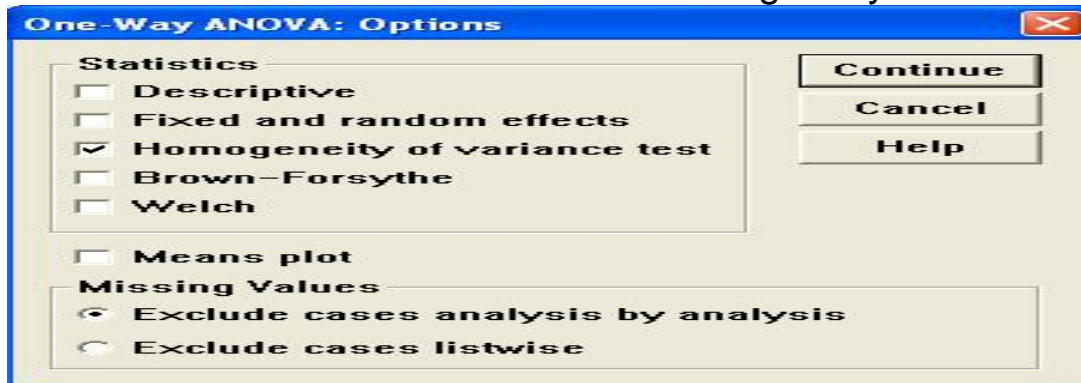 One-Way ANOVA: Options
Statistics
Descriptive
Fixed and random effects
Homogeneity of variance test
Brown-Forsythe
Welch
Means plot
Missing Values
Exclude cases analysis by analysis
Exclude cases listwise
Continue
Cancel
Help